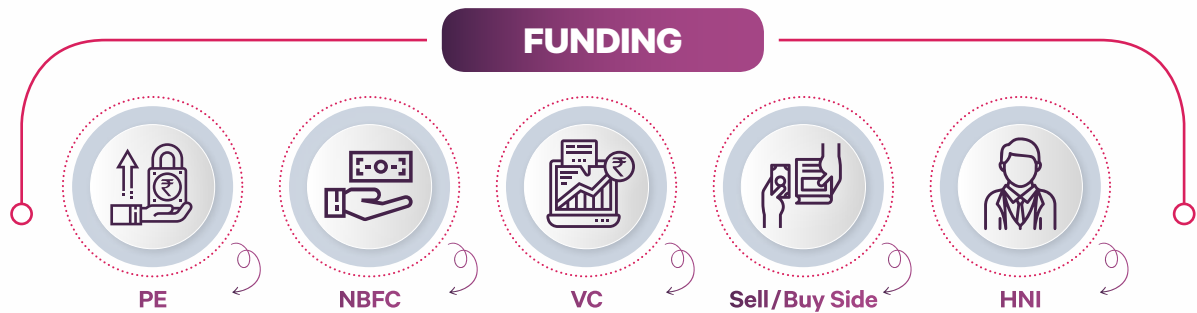 FUNDING
₹
₹
PE
NBFC
VC
Sell/Buy Side
HNI